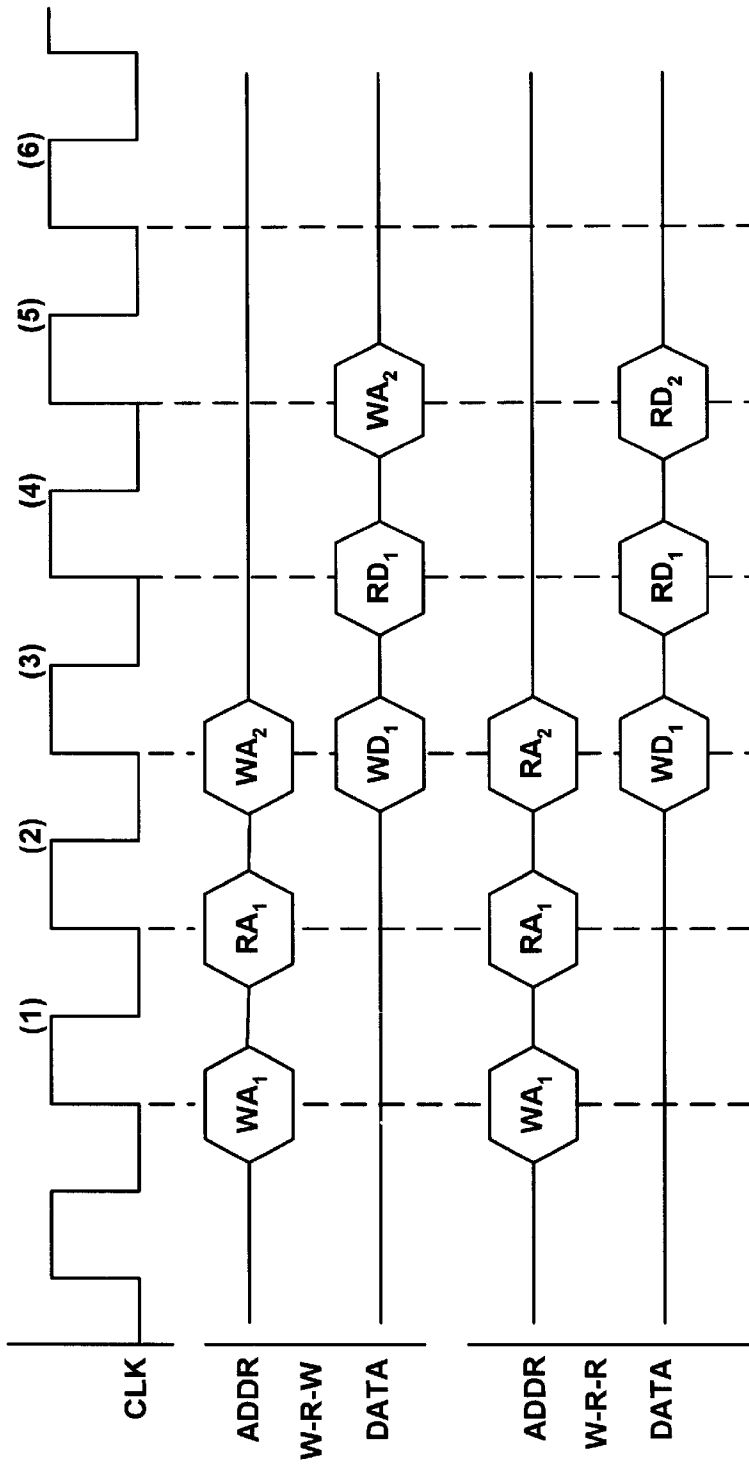 (1) (2) (3) (4) (5) (6)
CLK
ADDR WA₁ RA₁ WA₂
W-R-W
DATA WD₁ RD₁ WA₂
ADDR WA₁ RA₁ RA₂
W-R-R
DATA WD₁ RD₁ RD₂